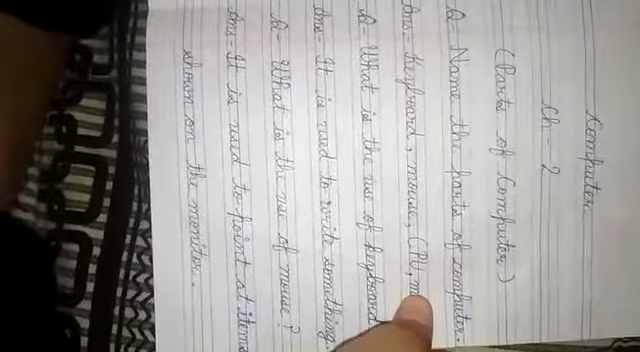 Computer
Ch - 2
(Parts of Computer)
Q- Name the parts of computer.
Ans- Keyboard, mouse, CPU, m
Q- What is the use of keyboard
Ans- It is used to write something.
Q- What is the use of mouse?
Ans- It is used to point at items
shown on the monitor.